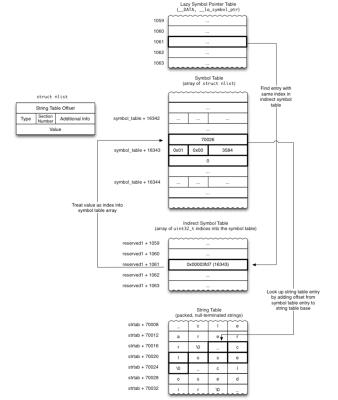 Lazy Symbol Pointer Table
(__DATA, __la_symbol_ptr)
1059 ...
1060 ...
1061 ...
1062 ...
1063 ...
Find entry with
same index in
indirect symbol
table
Symbol Table
(array of struct nlist)
struct nlist
String Table Offset
Type Section Number Additional Info
Value
...
symbol_table + 16342 ... ... ...
...
70026
symbol_table + 16343 0x01 0x00 3594
0
...
symbol_table + 16344 ... ... ...
...
Treat value as index into
symbol table array
Indirect Symbol Table
(array of uint32_t indices into the symbol table)
reserved1 + 1059 ...
reserved1 + 1060 ...
reserved1 + 1061 0x00003fd7 (16343)
reserved1 + 1062 ...
reserved1 + 1063 ...
Look up string table entry
by adding offset from
symbol table entry to
string table base
String Table
(packed, null-terminated strings)
strtab + 70008 _ c r e
strtab + 70012 a r e r
strtab + 70016 r \0 _ c
strtab + 70020 l o s e
strtab + 70024 \0 _ c l
strtab + 70028 o s e d
strtab + 70032 i r \0 ...